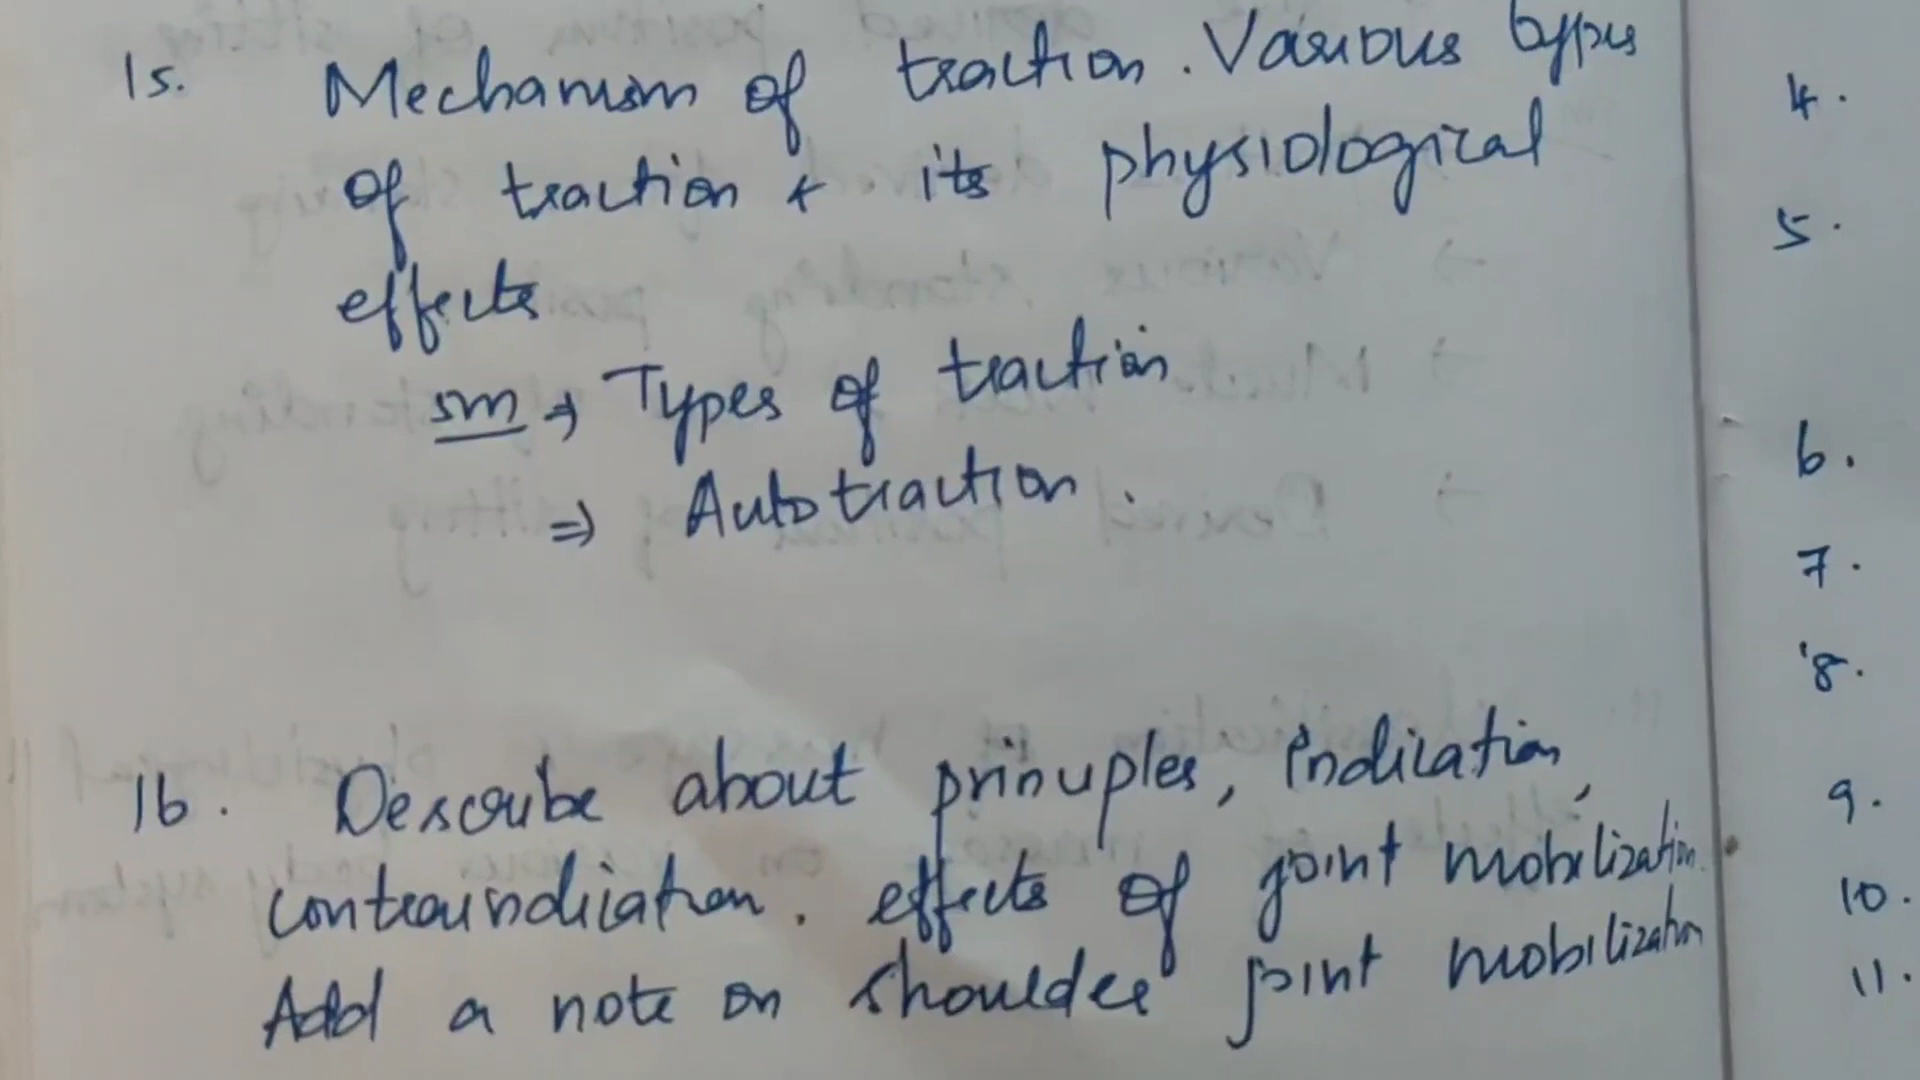 15. Mechanism of traction. Various types
of traction & its physiological
effects
5m → Types of traction
⇒ Autotraction.
16. Describe about principles, indication,
contraindication. effects of joint mobilization.
Add a note on shoulder joint mobilization
4.
5.
6.
7.
8.
9.
10.
11.